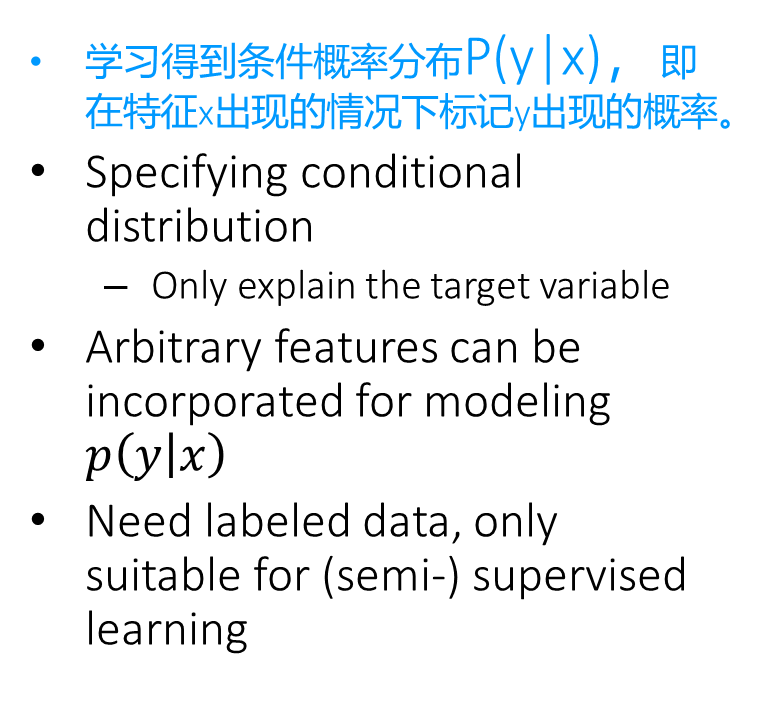 • 学习得到条件概率分布P(y|x)， 即
在特征x出现的情况下标记y出现的概率。
• Specifying conditional
distribution
– Only explain the target variable
• Arbitrary features can be
incorporated for modeling
𝑝(𝑦|𝑥)
• Need labeled data, only
suitable for (semi-) supervised
learning